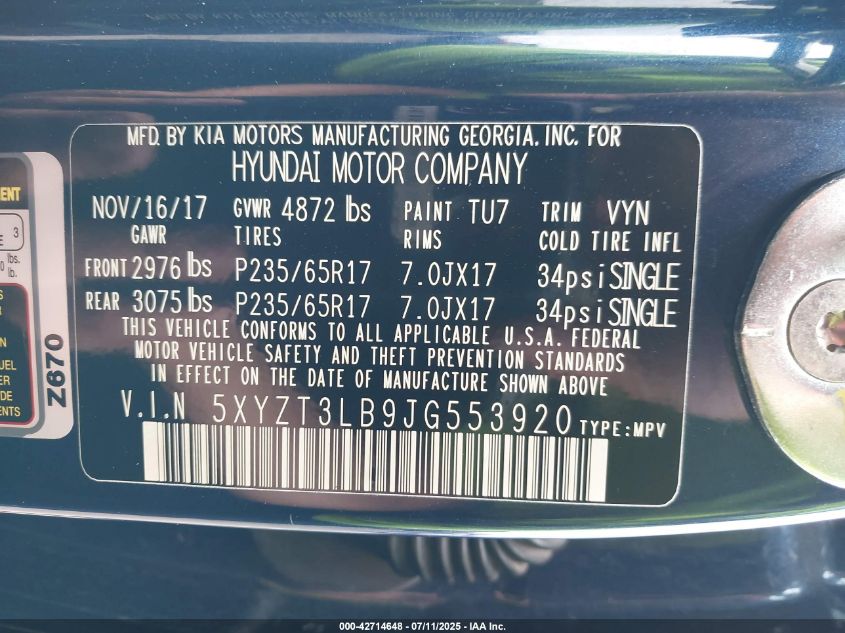 MFD. BY KIA MOTORS MANUFACTURING GEORGIA, INC. FOR
HYUNDAI MOTOR COMPANY
NOV/16/17 GVWR 4872 lbs PAINT TU7 TRIM VYN
GAWR TIRES RIMS COLD TIRE INFL
FRONT 2976 lbs P235/65R17 7.0JX17 34psi SINGLE
REAR 3075 lbs P235/65R17 7.0JX17 34psi SINGLE
THIS VEHICLE CONFORMS TO ALL APPLICABLE U.S.A. FEDERAL
MOTOR VEHICLE SAFETY AND THEFT PREVENTION STANDARDS
IN EFFECT ON THE DATE OF MANUFACTURE SHOWN ABOVE
V.I.N 5XYZT3LB9JG553920 TYPE:MPV
3
lbs.
lb.
Z670
000-42714648 - 07/11/2025 - IAA Inc.